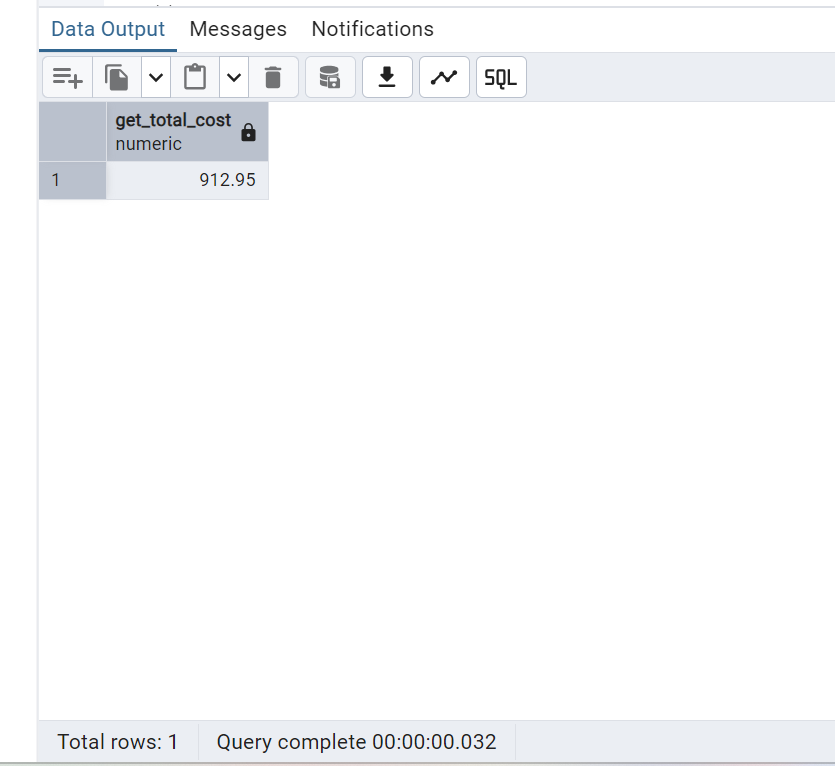 Data Output Messages Notifications
SQL
get_total_cost
numeric
1 912.95
Total rows: 1 Query complete 00:00:00.032